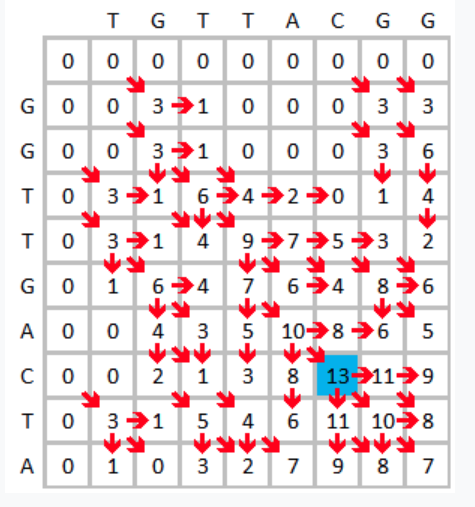 T G T T A C G G
0 0 0 0 0 0 0 0 0
G 0 0 3 1 0 0 0 3 3
G 0 0 3 1 0 0 0 3 6
T 0 3 1 6 4 2 0 1 4
T 0 3 1 4 9 7 5 3 2
G 0 1 6 4 7 6 4 8 6
A 0 0 4 3 5 10 8 6 5
C 0 0 2 1 3 8 13 11 9
T 0 3 1 5 4 6 11 10 8
A 0 1 0 3 2 7 9 8 7